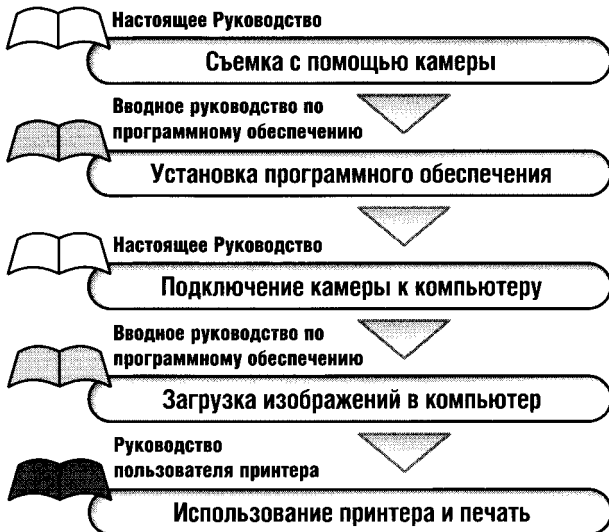 Настоящее Руководство
Съемка с помощью камеры
Вводное руководство по
программному обеспечению
Установка программного обеспечения
Настоящее Руководство
Подключение камеры к компьютеру
Вводное руководство по
программному обеспечению
Загрузка изображений в компьютер
Руководство
пользователя принтера
Использование принтера и печать